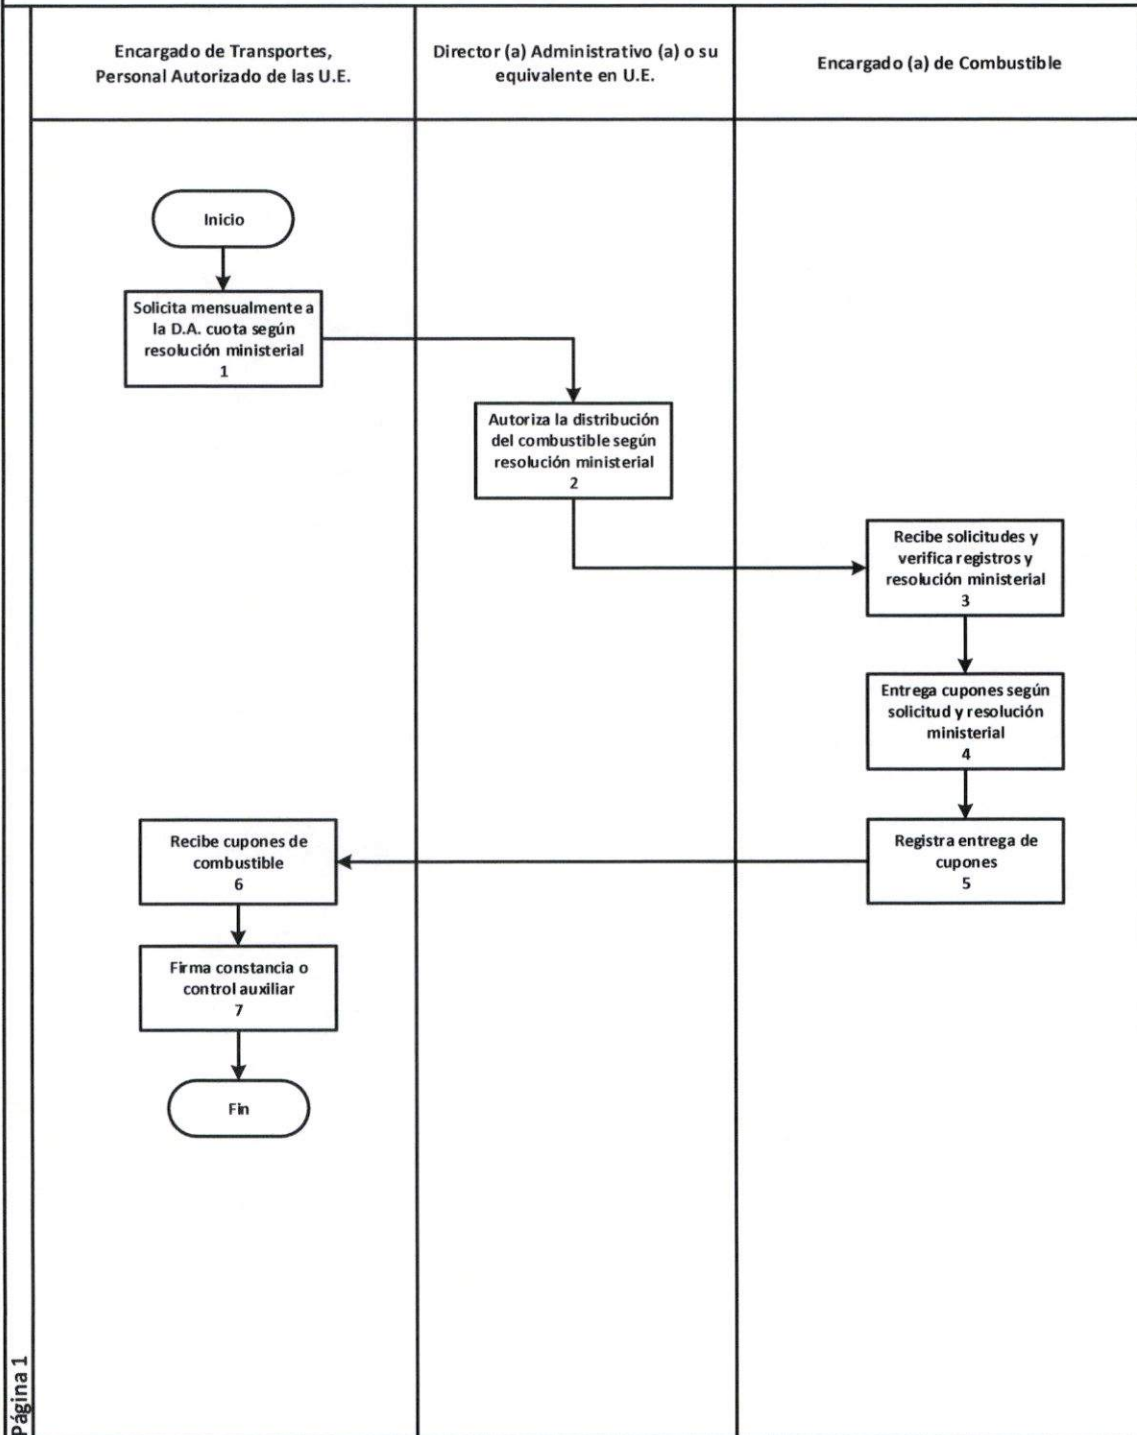 Encargado de Transportes,
Personal Autorizado de las U.E.
Director (a) Administrativo (a) o su
equivalente en U.E.
Encargado (a) de Combustible
Inicio
Solicita mensualmente a
la D.A. cuota según
resolución ministerial
1
Autoriza la distribución
del combustible según
resolución ministerial
2
Recibe solicitudes y
verifica registros y
resolución ministerial
3
Entrega cupones según
solicitud y resolución
ministerial
4
Registra entrega de
cupones
5
Recibe cupones de
combustible
6
Firma constancia o
control auxiliar
7
Fin
Página 1